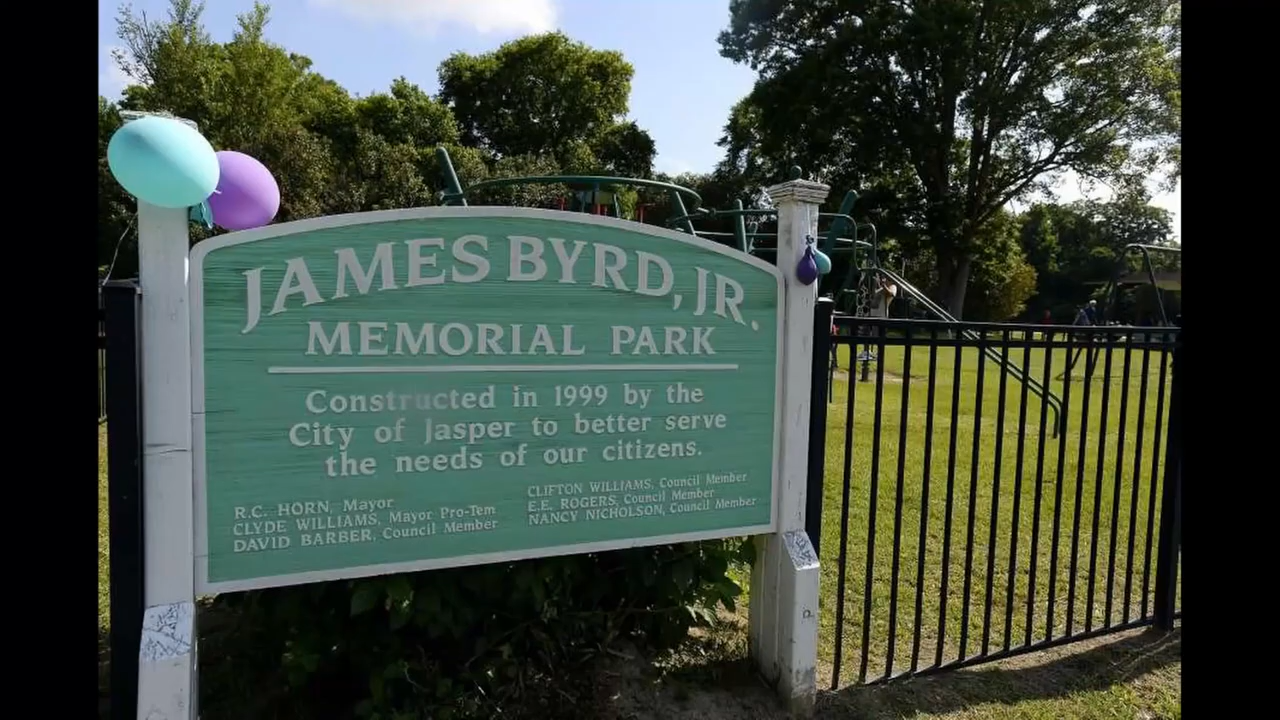 JAMES BYRD, JR.
MEMORIAL PARK
Constructed in 1999 by the
City of Jasper to better serve
the needs of our citizens.
R.C. HORN, Mayor
CLYDE WILLIAMS, Mayor Pro-Tem
DAVID BARBER, Council Member
CLIFTON WILLIAMS, Council Member
E.E. ROGERS, Council Member
NANCY NICHOLSON, Council Member